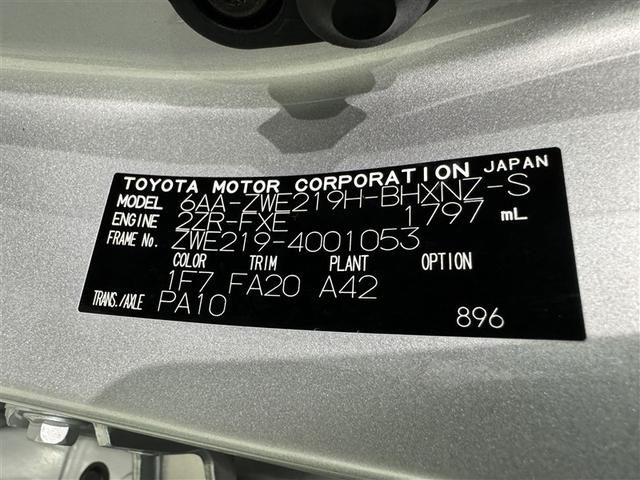 TOYOTA MOTOR CORPORATION JAPAN
MODEL 6AA-ZWE219H-BHXNZ-S
ENGINE 2ZR-FXE 1797 mL
FRAME No. ZWE219-4001053
COLOR TRIM PLANT OPTION
1F7 FA20 A42
TRANS./AXLE PA10
896